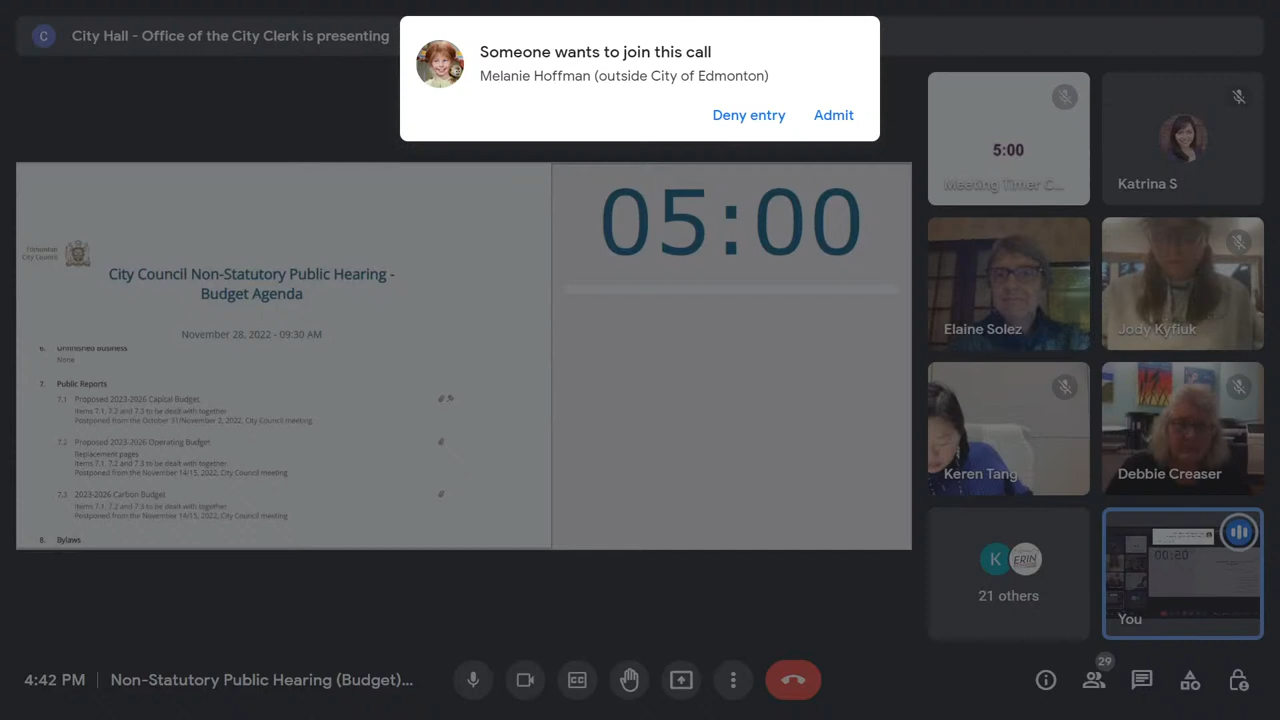 City Hall - Office of the City Clerk is presenting
Someone wants to join this call
Melanie Hoffman (outside City of Edmonton)
Deny entry
Admit
Edmonton
City Council
City Council Non-Statutory Public Hearing -
Budget Agenda
November 28, 2022 - 09:30 AM
6. Unfinished Business
None
7. Public Reports
7.1 Proposed 2023-2026 Capital Budget
Items 7.1, 7.2 and 7.3 to be dealt with together
Postponed from the October 31/November 2, 2022, City Council meeting
7.2 Proposed 2023-2026 Operating Budget
Replacement pages
Items 7.1, 7.2 and 7.3 to be dealt with together
Postponed from the November 14/15, 2022, City Council meeting
7.3 2023-2026 Carbon Budget
Items 7.1, 7.2 and 7.3 to be dealt with together
Postponed from the November 14/15, 2022, City Council meeting
8. Bylaws
05:00
5:00
Meeting Timer C...
Katrina S
Elaine Solez
Jody Kyfiuk
Keren Tang
Debbie Creaser
K
ERIN
21 others
00:20
You
4:42 PM
Non-Statutory Public Hearing (Budget)...
CC
29